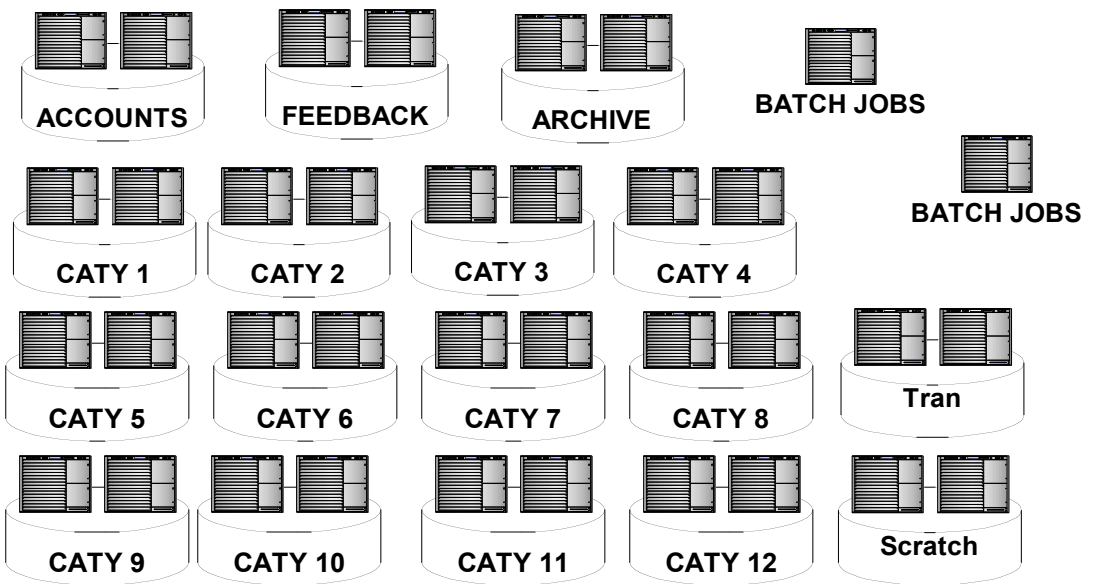 ACCOUNTS
FEEDBACK
ARCHIVE
BATCH JOBS
BATCH JOBS
CATY 1
CATY 2
CATY 3
CATY 4
CATY 5
CATY 6
CATY 7
CATY 8
Tran
CATY 9
CATY 10
CATY 11
CATY 12
Scratch